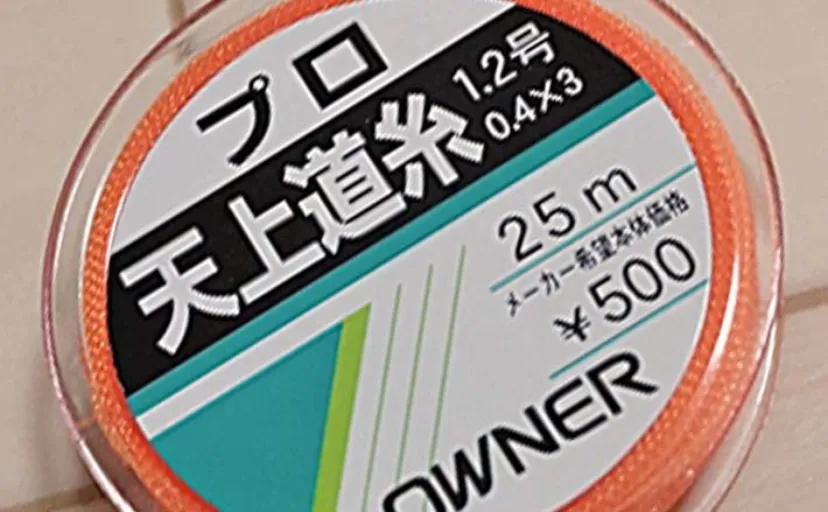 プロ
天上道糸
1.2号
0.4×3
25m
メーカー希望本体価格
¥500
OWNER